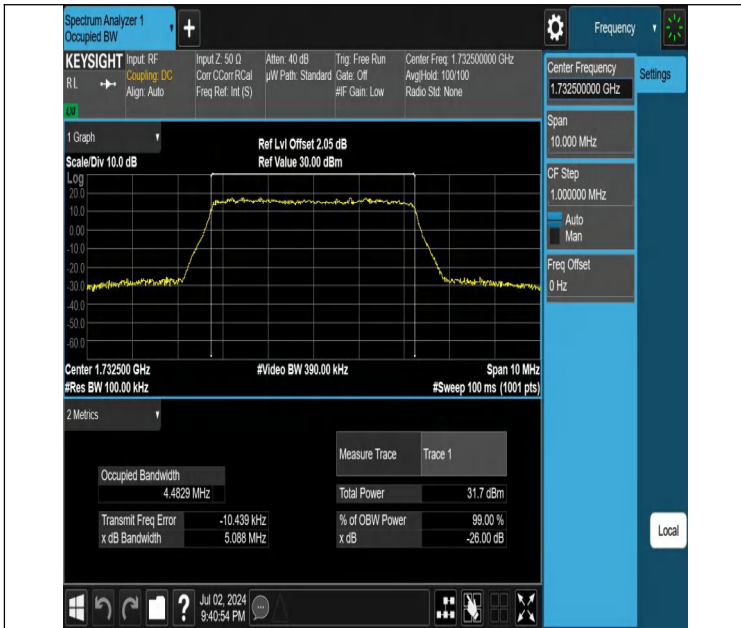 Spectrum Analyzer 1
Occupied BW
Frequency
KEYSIGHT
RL
LXI
Input: RF
Coupling: DC
Align: Auto
Input Z: 50 Ω
Corr CCorr RCal
Freq Ref: Int (S)
Atten: 40 dB
µW Path: Standard
Trig: Free Run
Gate: Off
#IF Gain: Low
Center Freq: 1.732500000 GHz
Avg|Hold: 100/100
Radio Std: None
Center Frequency
1.732500000 GHz
Settings
Span
10.000 MHz
CF Step
1.000000 MHz
Auto
Man
Freq Offset
0 Hz
Local
1 Graph
Scale/Div 10.0 dB
Ref Lvl Offset 2.05 dB
Ref Value 30.00 dBm
Log
20.0
10.0
0.00
-10.0
-20.0
-30.0
-40.0
-50.0
-60.0
Center 1.732500 GHz
#Video BW 390.00 kHz
Span 10 MHz
#Res BW 100.00 kHz
#Sweep 100 ms (1001 pts)
2 Metrics
Measure Trace Trace 1
Occupied Bandwidth
4.4829 MHz
Total Power 31.7 dBm
Transmit Freq Error -10.439 kHz
% of OBW Power 99.00 %
x dB Bandwidth 5.088 MHz
x dB -26.00 dB
?
Jul 02, 2024
9:40:54 PM